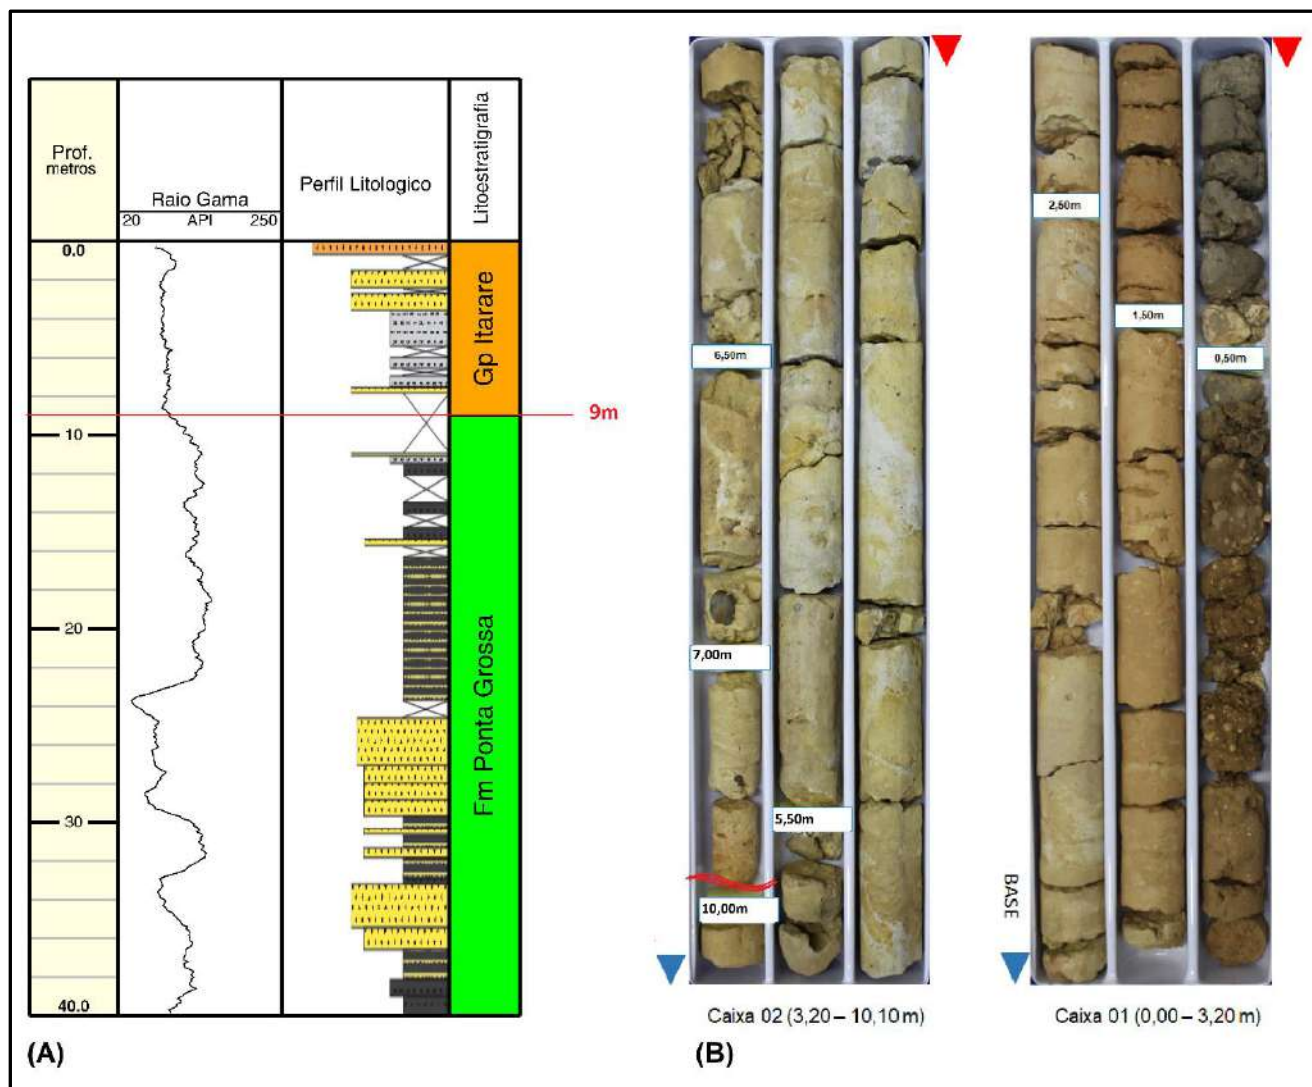 Prof.
metros
Raio Gama
20 API 250
Perfil Litologico
Litoestratigrafia
0.0
10
20
30
40.0
Gp Itarare
Fm Ponta Grossa
9m
(A)
6,50m
7,00m
10,00m
5,50m
Caixa 02 (3,20 – 10,10 m)
(B)
2,50m
1,50m
0,50m
BASE
Caixa 01 (0,00 – 3,20 m)